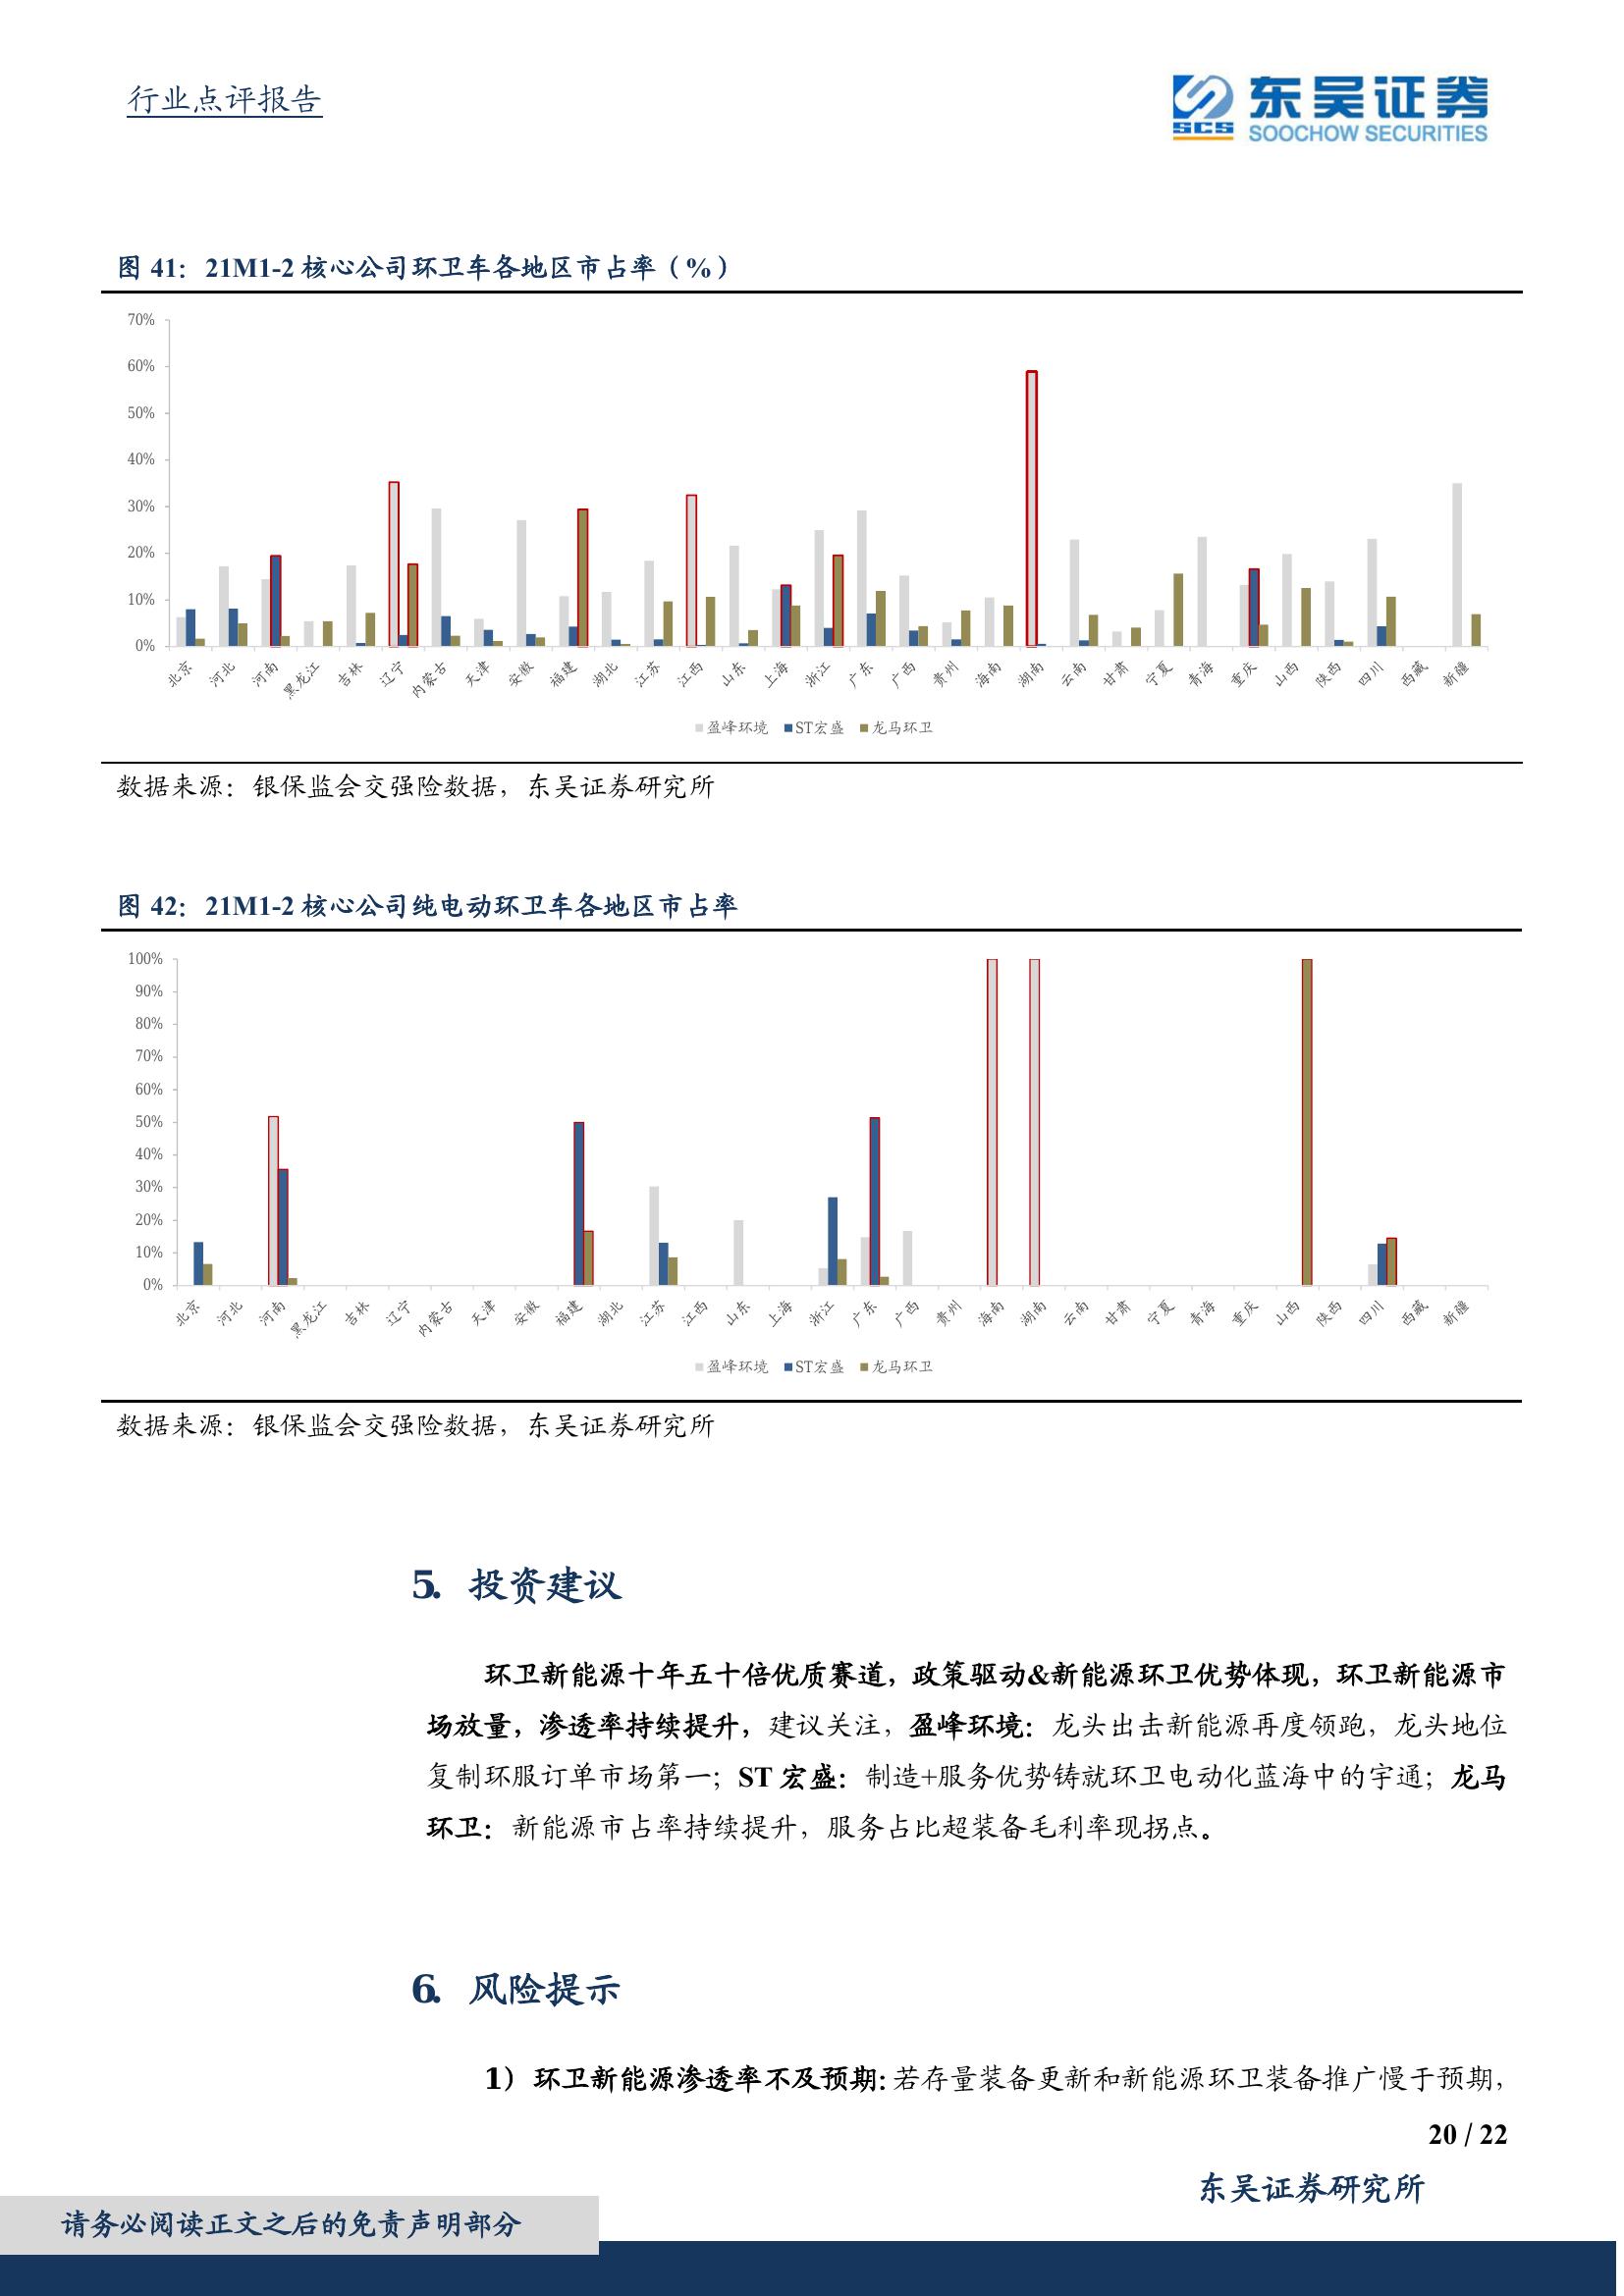 行业点评报告
SCS
东吴证券
SOOCHOW SECURITIES
图 41：21M1-2 核心公司环卫车各地区市占率（%）
70%
60%
50%
40%
30%
20%
10%
0%
北京 河北 河南 黑龙江 吉林 辽宁 内蒙古 天津 安徽 福建 湖北 江苏 江西 山东 上海 浙江 广东 广西 贵州 海南 湖南 云南 甘肃 宁夏 青海 重庆 山西 陕西 四川 西藏 新疆
盈峰环境 ST宏盛 龙马环卫
数据来源：银保监会交强险数据，东吴证券研究所
图 42：21M1-2 核心公司纯电动环卫车各地区市占率
100%
90%
80%
70%
60%
50%
40%
30%
20%
10%
0%
北京 河北 河南 黑龙江 吉林 辽宁 内蒙古 天津 安徽 福建 湖北 江苏 江西 山东 上海 浙江 广东 广西 贵州 海南 湖南 云南 甘肃 宁夏 青海 重庆 山西 陕西 四川 西藏 新疆
盈峰环境 ST宏盛 龙马环卫
数据来源：银保监会交强险数据，东吴证券研究所
5. 投资建议
环卫新能源十年五十倍优质赛道，政策驱动&新能源环卫优势体现，环卫新能源市
场放量，渗透率持续提升，建议关注，盈峰环境：龙头出去新能源再度领跑，龙头地位
复制环服订单市场第一；ST 宏盛：制造+服务优势铸就环卫电动化蓝海中的宇通；龙马
环卫：新能源市占率持续提升，服务占比超装备毛利率现拐点。
6. 风险提示
1）环卫新能源渗透率不及预期：若存量装备更新和新能源环卫装备推广慢于预期，
20 / 22
东吴证券研究所
请务必阅读正文之后的免责声明部分